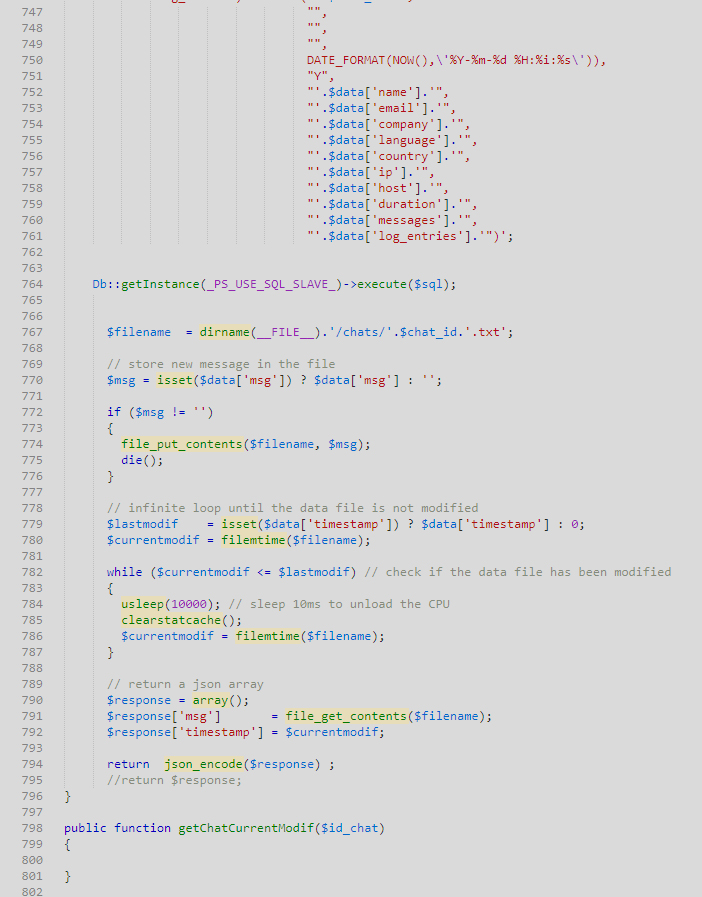 747 "",
748 "",
749 "",
750 DATE_FORMAT(NOW(),\'%Y-%m-%d %H:%i:%s\')),
751 "Y",
752 "'.$data['name'].'",
753 "'.$data['email'].'",
754 "'.$data['company'].'",
755 "'.$data['language'].'",
756 "'.$data['country'].'",
757 "'.$data['ip'].'",
758 "'.$data['host'].'",
759 "'.$data['duration'].'",
760 "'.$data['messages'].'",
761 "'.$data['log_entries'].'")';
762
763
764 Db::getInstance(_PS_USE_SQL_SLAVE_)->execute($sql);
765
766
767 $filename  = dirname(__FILE__).'/chats/'.$chat_id.'.txt';
768
769 // store new message in the file
770 $msg = isset($data['msg']) ? $data['msg'] : '';
771
772 if ($msg != '')
773 {
774 file_put_contents($filename, $msg);
775 die();
776 }
777
778 // infinite loop until the data file is not modified
779 $lastmodif    = isset($data['timestamp']) ? $data['timestamp'] : 0;
780 $currentmodif = filemtime($filename);
781
782 while ($currentmodif <= $lastmodif) // check if the data file has been modified
783 {
784 usleep(10000); // sleep 10ms to unload the CPU
785 clearstatcache();
786 $currentmodif = filemtime($filename);
787 }
788
789 // return a json array
790 $response = array();
791 $response['msg']       = file_get_contents($filename);
792 $response['timestamp'] = $currentmodif;
793
794 return  json_encode($response) ;
795 //return $response;
796 }
797
798 public function getChatCurrentModif($id_chat)
799 {
800
801 }
802